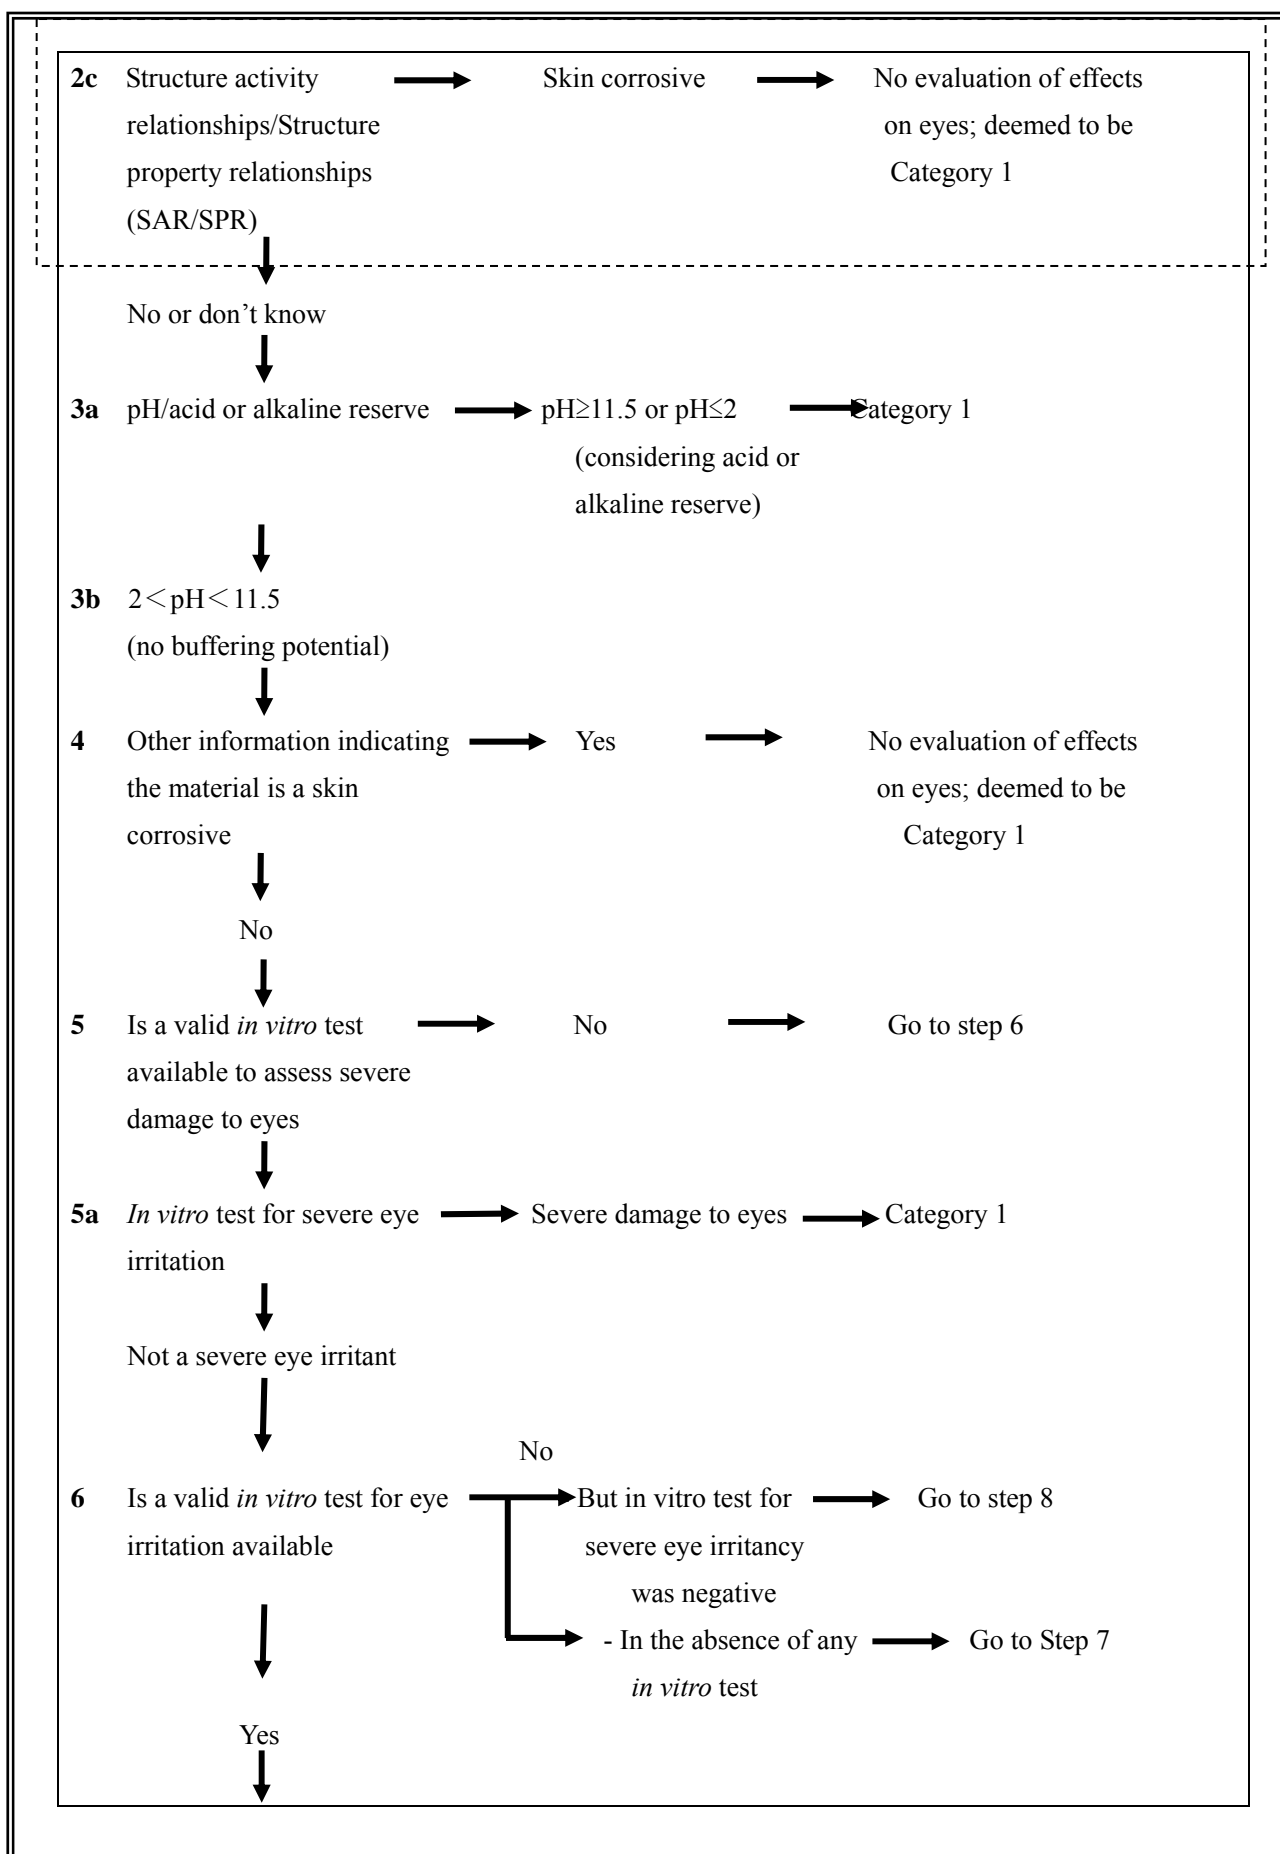 2c Structure activity Skin corrosive No evaluation of effects
relationships/Structure on eyes; deemed to be
property relationships Category 1
(SAR/SPR)
No or don’t know
3a pH/acid or alkaline reserve pH≥11.5 or pH≤2 Category 1
(considering acid or
alkaline reserve)
3b 2＜pH＜11.5
(no buffering potential)
4 Other information indicating Yes No evaluation of effects
the material is a skin on eyes; deemed to be
corrosive Category 1
No
5 Is a valid in vitro test No Go to step 6
available to assess severe
damage to eyes
5a In vitro test for severe eye Severe damage to eyes Category 1
irritation
Not a severe eye irritant
No
6 Is a valid in vitro test for eye But in vitro test for Go to step 8
irritation available severe eye irritancy
was negative
- In the absence of any Go to Step 7
in vitro test
Yes